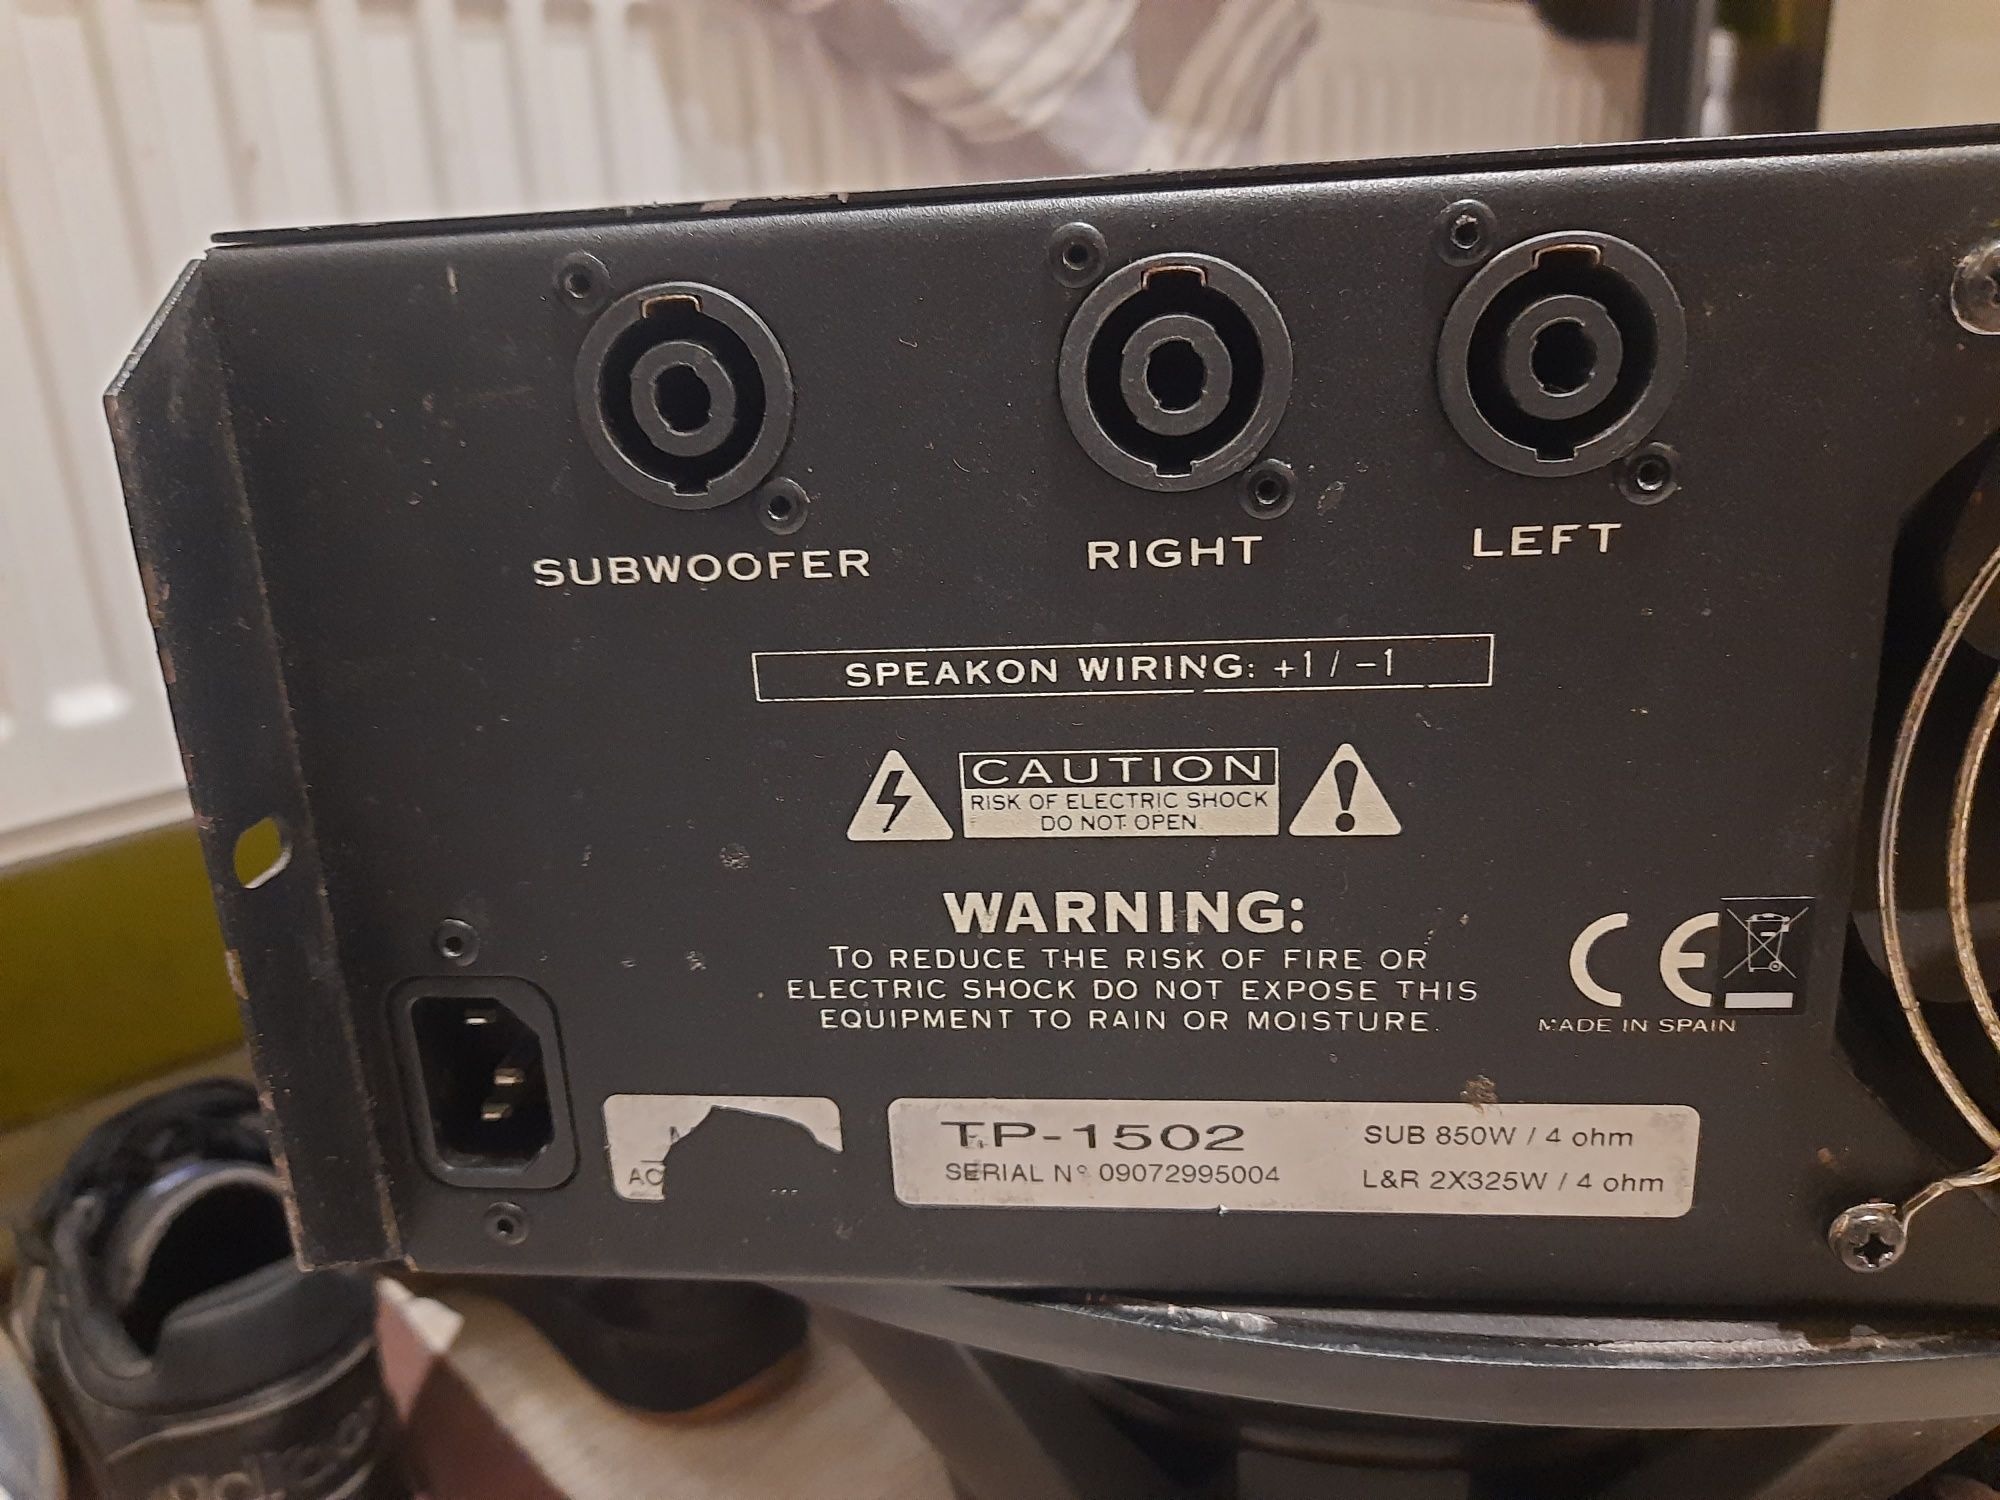 SUBWOOFER
RIGHT
LEFT
SPEAKON WIRING: +1 / -1
CAUTION
RISK OF ELECTRIC SHOCK
DO NOT OPEN.
WARNING:
TO REDUCE THE RISK OF FIRE OR
ELECTRIC SHOCK DO NOT EXPOSE THIS
EQUIPMENT TO RAIN OR MOISTURE.
CE
MADE IN SPAIN
AC
TP-1502
SERIAL Nº 09072995004
SUB 850W / 4 ohm
L&R 2X325W / 4 ohm